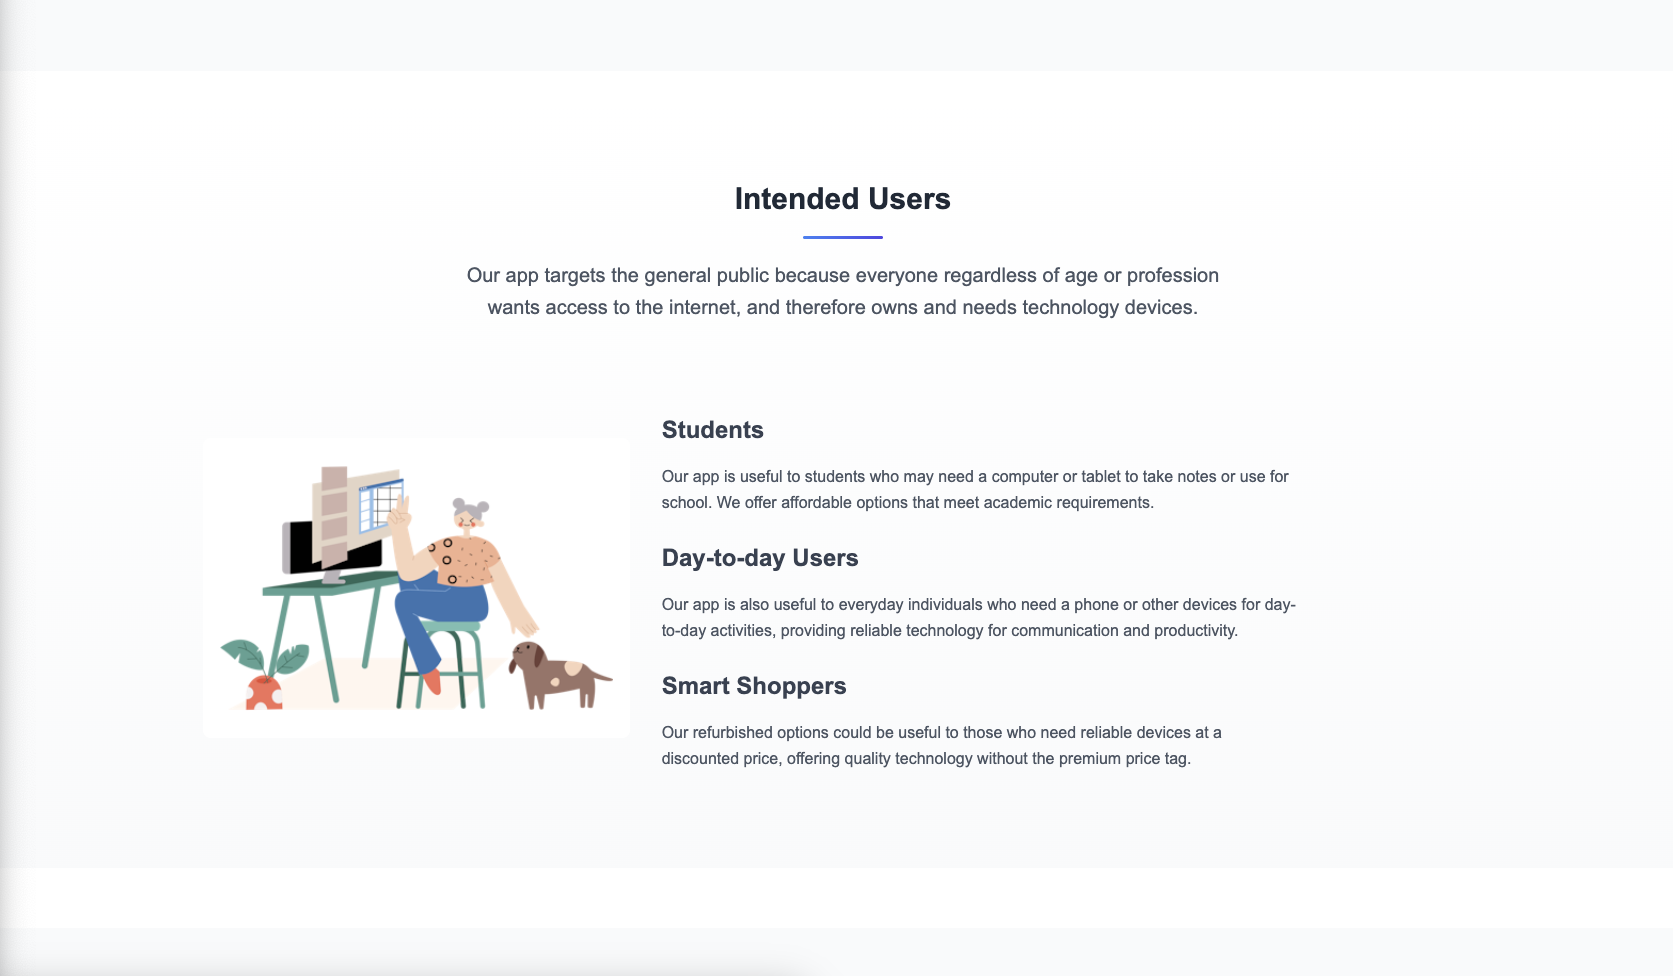 Intended Users
Our app targets the general public because everyone regardless of age or profession
wants access to the internet, and therefore owns and needs technology devices.
Students
Our app is useful to students who may need a computer or tablet to take notes or use for
school. We offer affordable options that meet academic requirements.
Day-to-day Users
Our app is also useful to everyday individuals who need a phone or other devices for day-
to-day activities, providing reliable technology for communication and productivity.
Smart Shoppers
Our refurbished options could be useful to those who need reliable devices at a
discounted price, offering quality technology without the premium price tag.